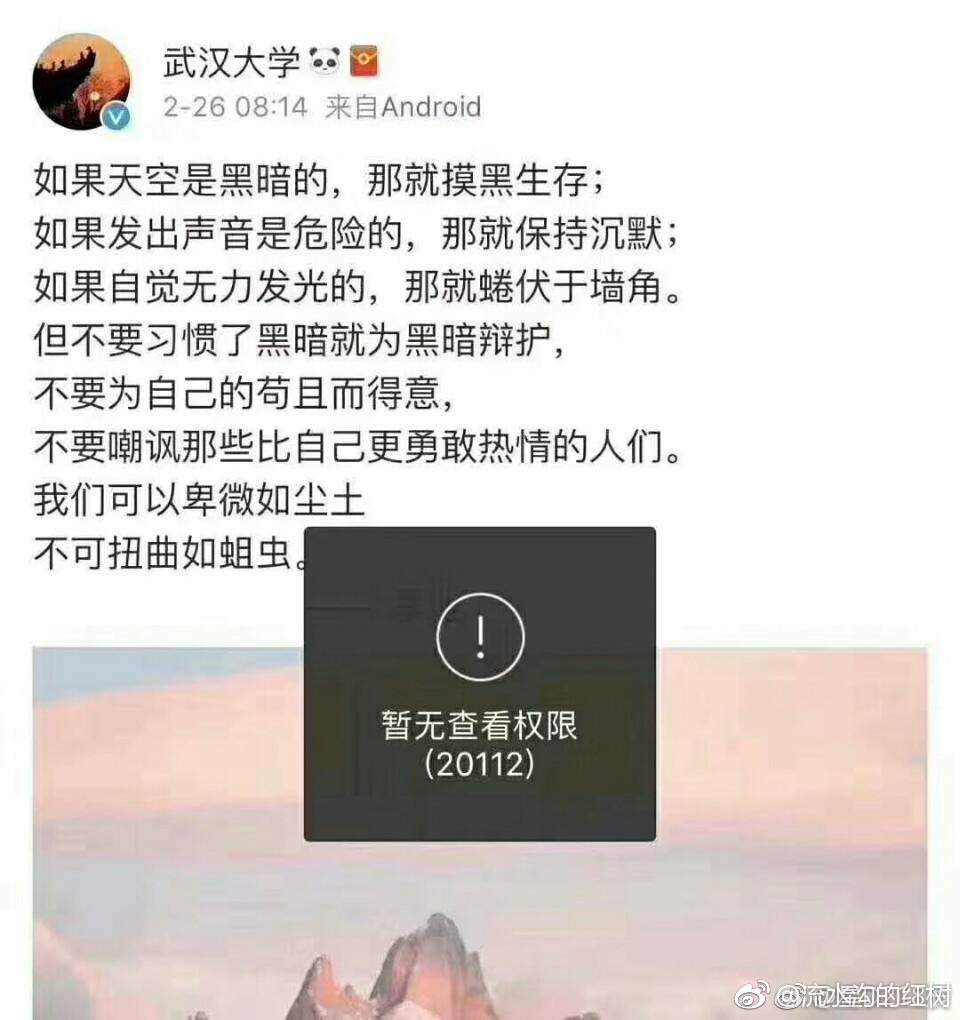 武汉大学
2-26 08:14 来自Android
如果天空是黑暗的，那就摸黑生存；
如果发出声音是危险的，那就保持沉默；
如果自觉无力发光的，那就蜷伏于墙角。
但不要习惯了黑暗就为黑暗辩护，
不要为自己的苟且而得意，
不要嘲讽那些比自己更勇敢热情的人们。
我们可以卑微如尘土
不可扭曲如蛆虫。
暂无查看权限
(20112)